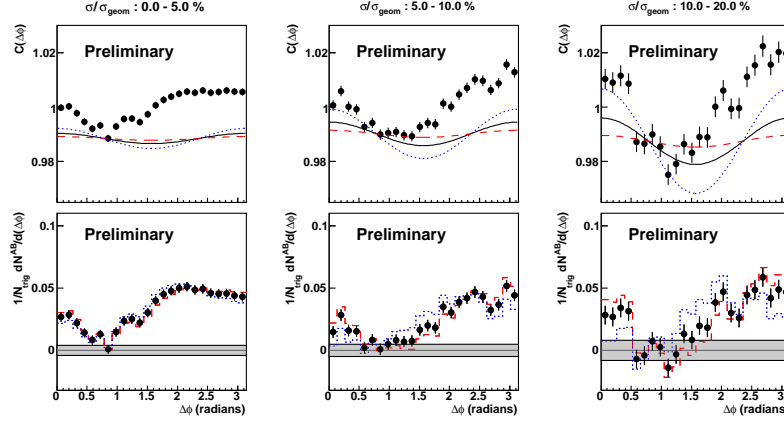 σ/σgeom : 0.0 - 5.0 %
σ/σgeom : 5.0 - 10.0 %
σ/σgeom : 10.0 - 20.0 %
C(Δϕ)
1.02
1
0.98
Preliminary
C(Δϕ)
1.02
1
0.98
Preliminary
C(Δϕ)
1.02
1
0.98
Preliminary
1/Ntrig dNAB/d(Δϕ)
0.1
0.05
0
Preliminary
0 0.5 1 1.5 2 2.5 3
Δϕ (radians)
1/Ntrig dNAB/d(Δϕ)
0.1
0.05
0
Preliminary
0 0.5 1 1.5 2 2.5 3
Δϕ (radians)
1/Ntrig dNAB/d(Δϕ)
0.1
0.05
0
Preliminary
0 0.5 1 1.5 2 2.5 3
Δϕ (radians)